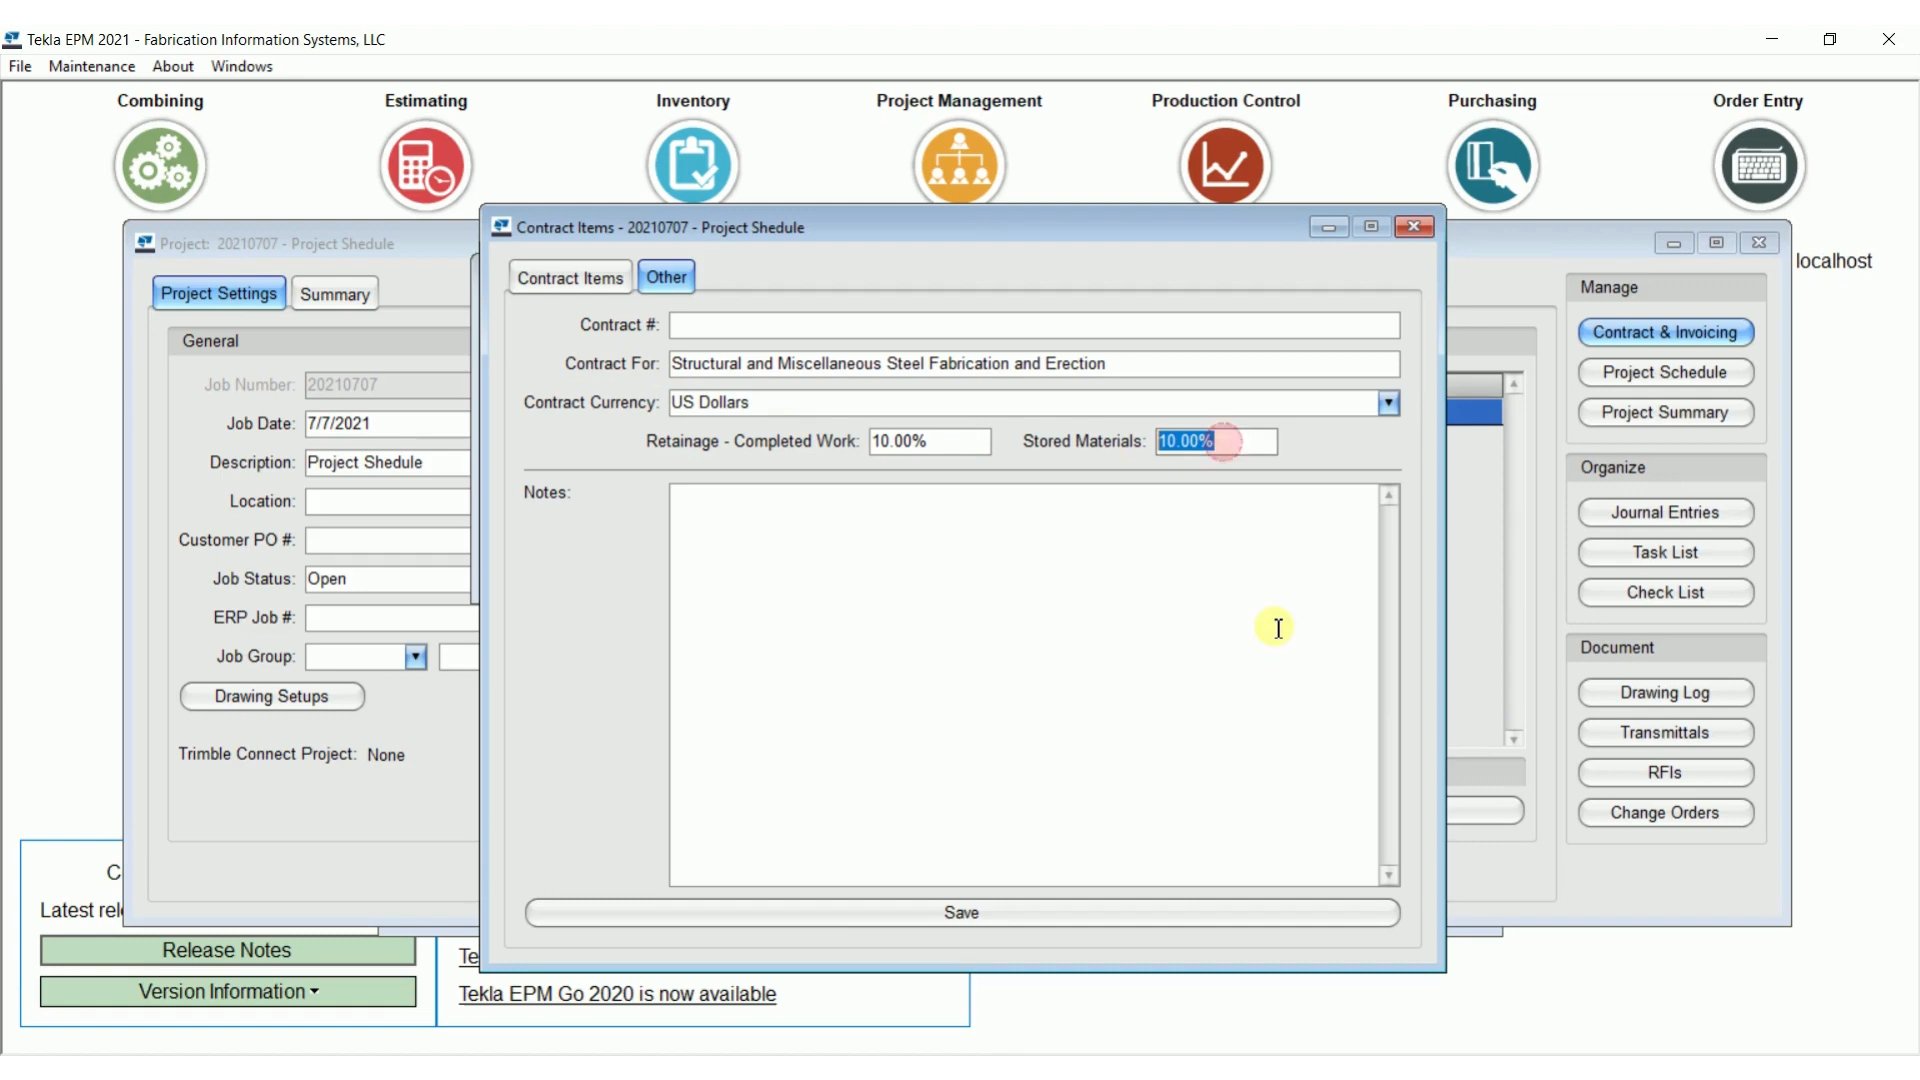 Tekla EPM 2021 - Fabrication Information Systems, LLC
File Maintenance About Windows
Combining Estimating Inventory Project Management Production Control Purchasing Order Entry
Project: 20210707 - Project Shedule
Project Settings Summary
General
Job Number: 20210707
Job Date: 7/7/2021
Description: Project Shedule
Location:
Customer PO #:
Job Status: Open
ERP Job #:
Job Group:
Drawing Setups
Trimble Connect Project: None
Contract Items - 20210707 - Project Shedule
Contract Items Other
Contract #:
Contract For: Structural and Miscellaneous Steel Fabrication and Erection
Contract Currency: US Dollars
Retainage - Completed Work: 10.00% Stored Materials: 10.00%
Notes:
Save
localhost
Manage
Contract & Invoicing
Project Schedule
Project Summary
Organize
Journal Entries
Task List
Check List
Document
Drawing Log
Transmittals
RFIs
Change Orders
C
Latest rel
Release Notes
Version Information
Te
Tekla EPM Go 2020 is now available